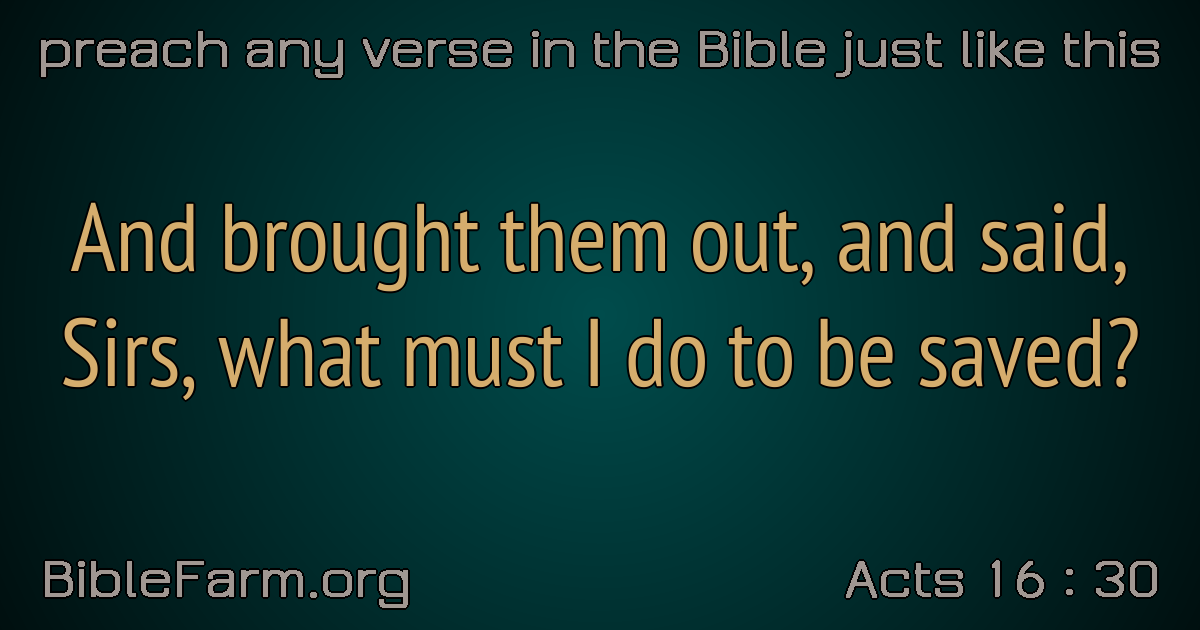 preach any verse in the Bible just like this
And brought them out, and said,
Sirs, what must I do to be saved?
BibleFarm.org
Acts 16 : 30